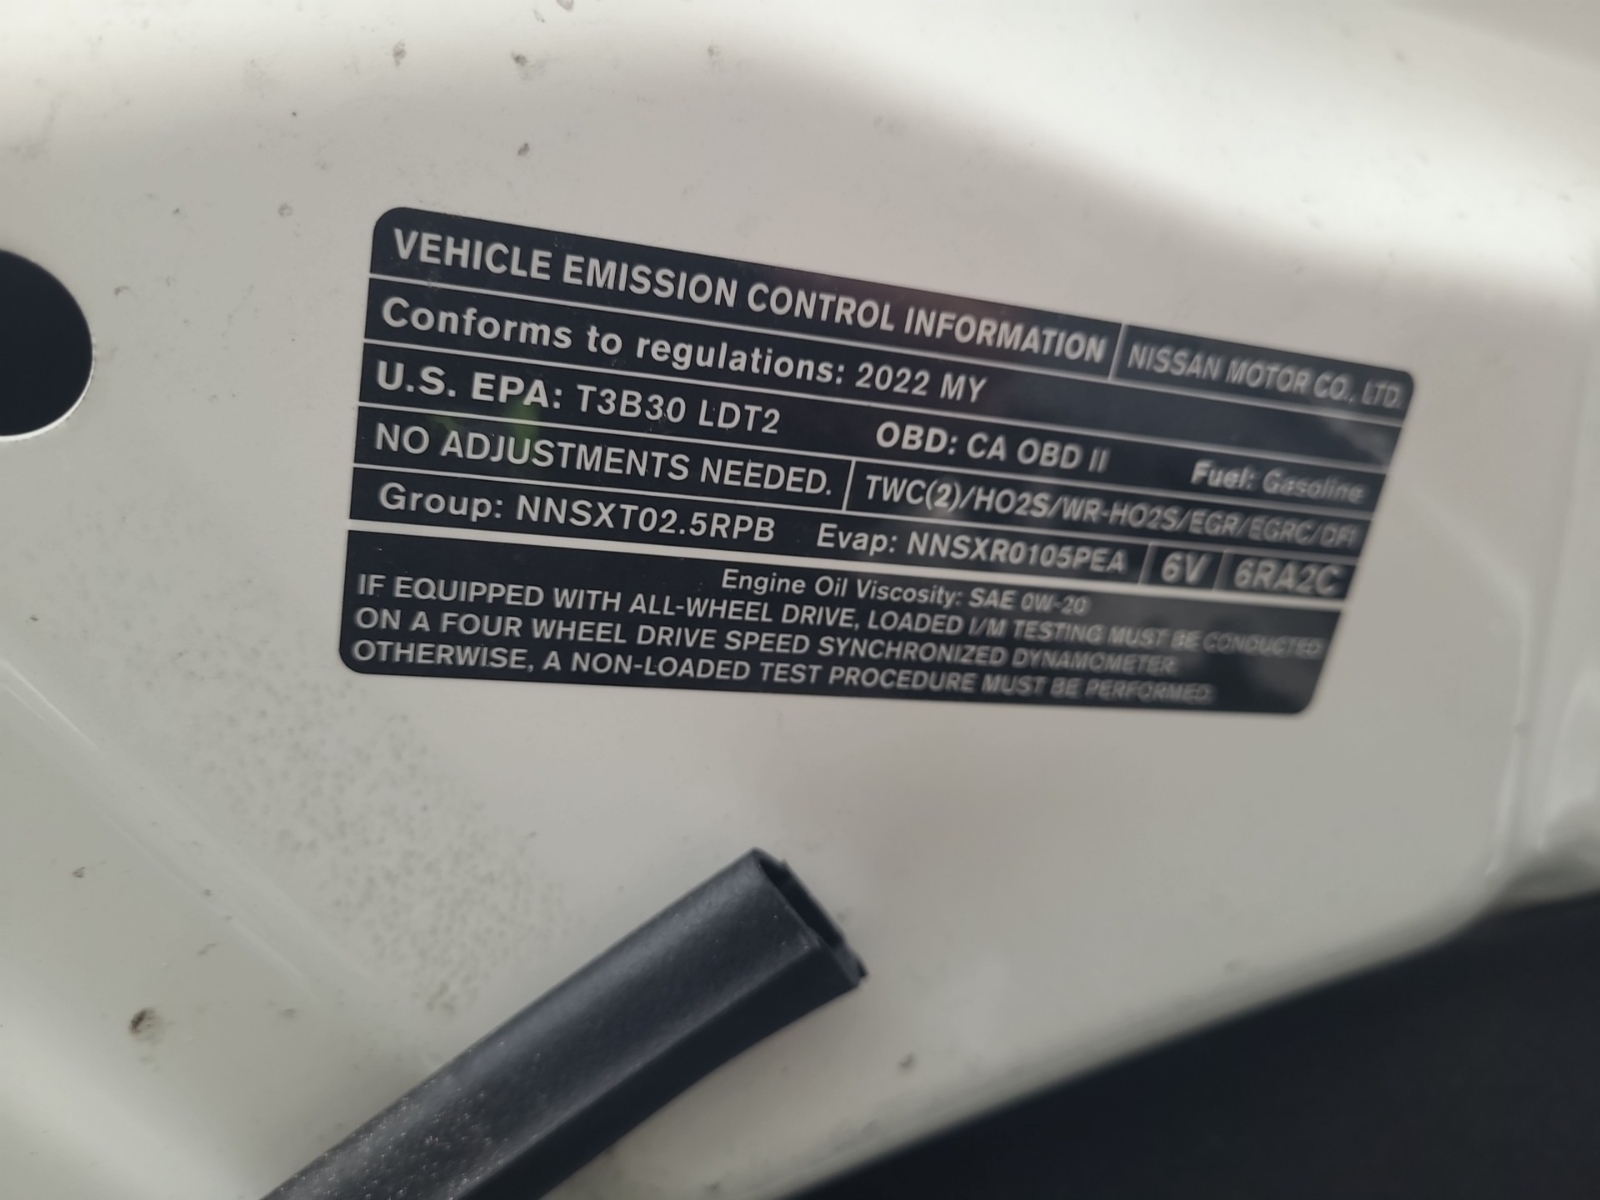 VEHICLE EMISSION CONTROL INFORMATION NISSAN MOTOR CO., LTD.
Conforms to regulations: 2022 MY
U.S. EPA: T3B30 LDT2 OBD: CA OBD II Fuel: Gasoline
NO ADJUSTMENTS NEEDED. TWC(2)/HO2S/WR-HO2S/EGR/EGRC/DFI
Group: NNSXT02.5RPB Evap: NNSXR0105PEA 6V 6RA2C
Engine Oil Viscosity: SAE 0W-20
IF EQUIPPED WITH ALL-WHEEL DRIVE, LOADED I/M TESTING MUST BE CONDUCTED
ON A FOUR WHEEL DRIVE SPEED SYNCHRONIZED DYNAMOMETER.
OTHERWISE, A NON-LOADED TEST PROCEDURE MUST BE PERFORMED.